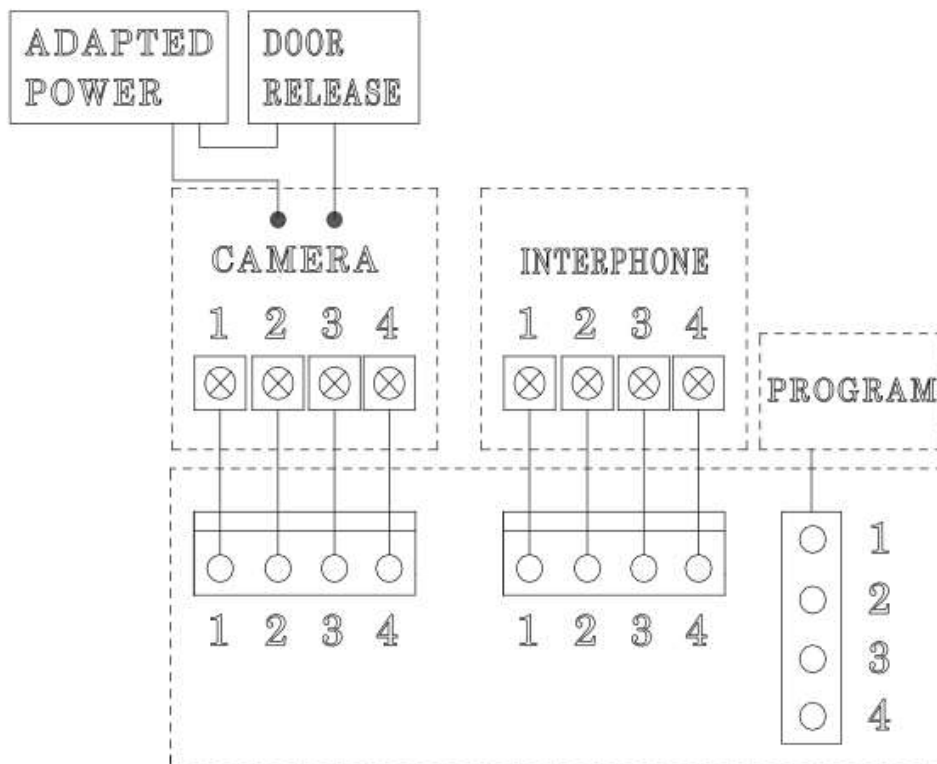 ADAPTED
POWER
DOOR
RELEASE
CAMERA
1 2 3 4
INTERPHONE
1 2 3 4
PROGRAM
1 2 3 4
1 2 3 4
1
2
3
4